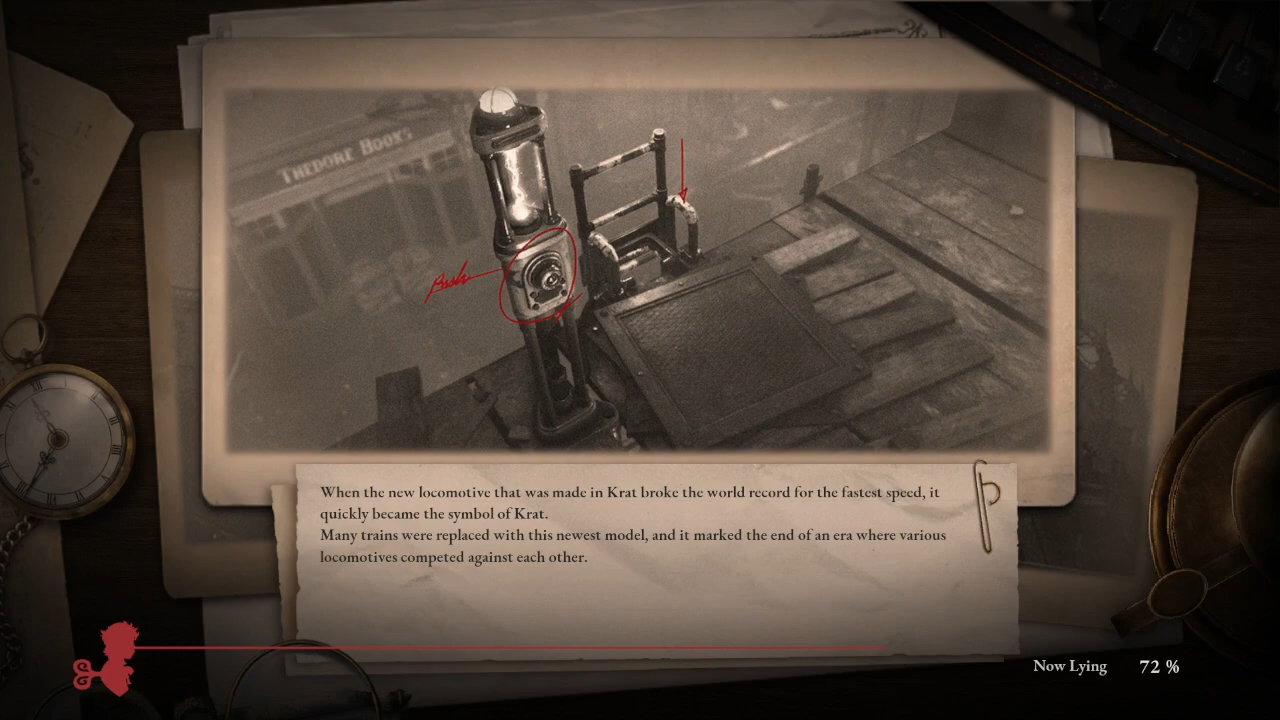 THEDORE BOOX'S
Push
When the new locomotive that was made in Krat broke the world record for the fastest speed, it
quickly became the symbol of Krat.
Many trains were replaced with this newest model, and it marked the end of an era where various
locomotives competed against each other.
Now Lying 72 %